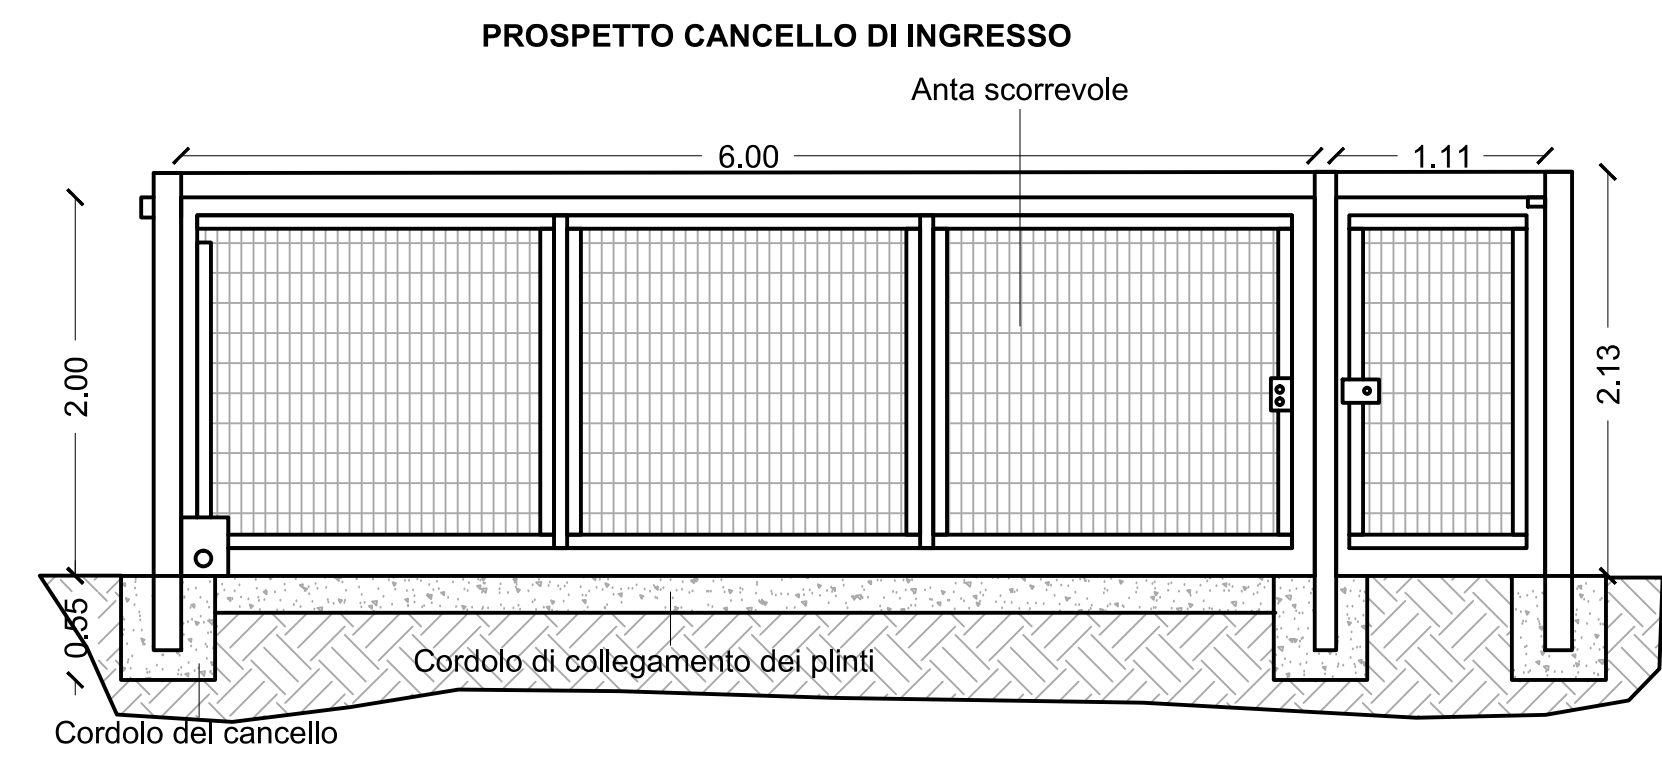 PROSPETTO CANCELLO DI INGRESSO
Anta scorrevole
6.00
1.11
2.00
2.13
0.55
Cordolo di collegamento dei plinti
Cordolo del cancello